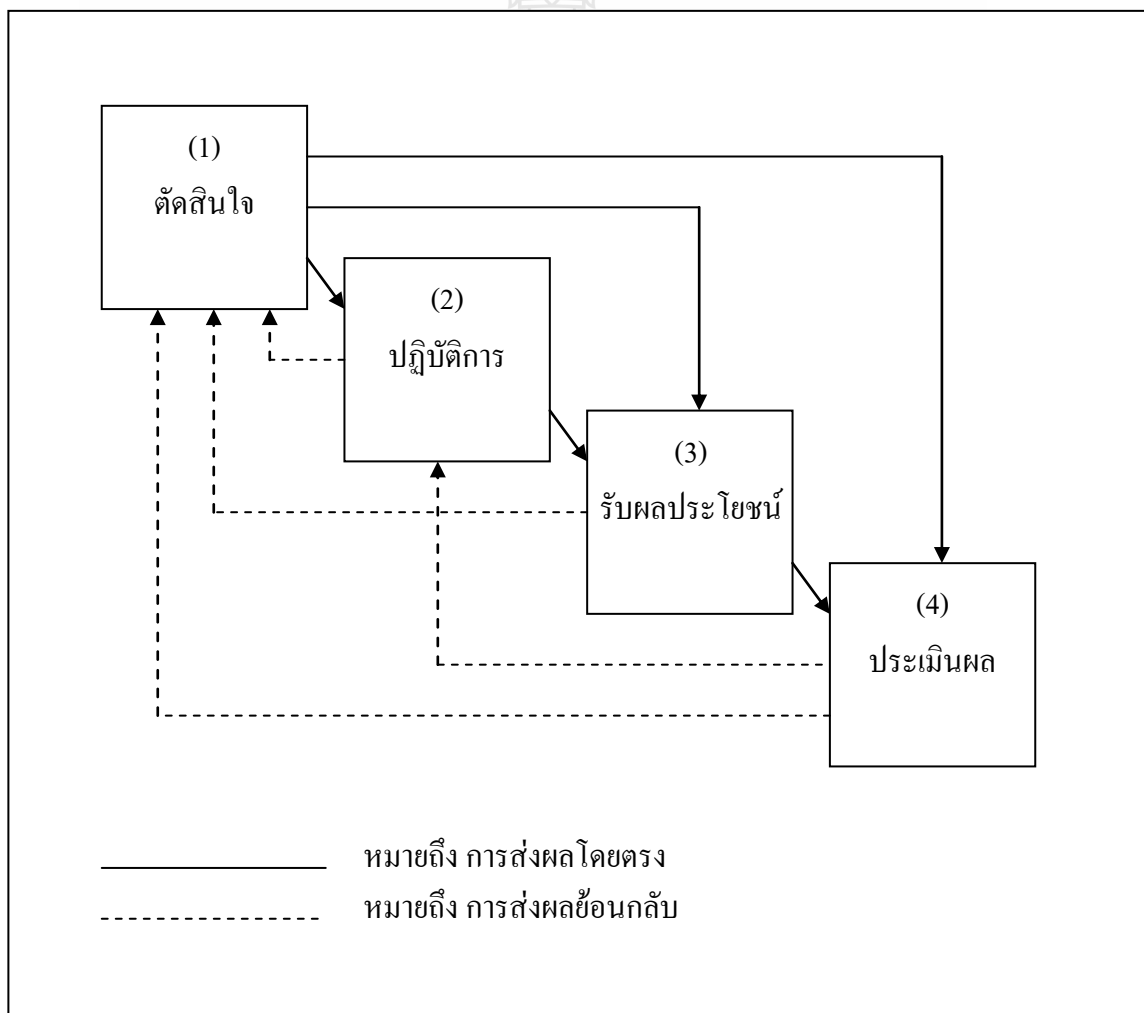 (1)
ตัดสินใจ
(2)
ปฏิบัติการ
(3)
รับผลประโยชน์
(4)
ประเมินผล
หมายถึง การส่งผลโดยตรง
หมายถึง การส่งผลย้อนกลับ